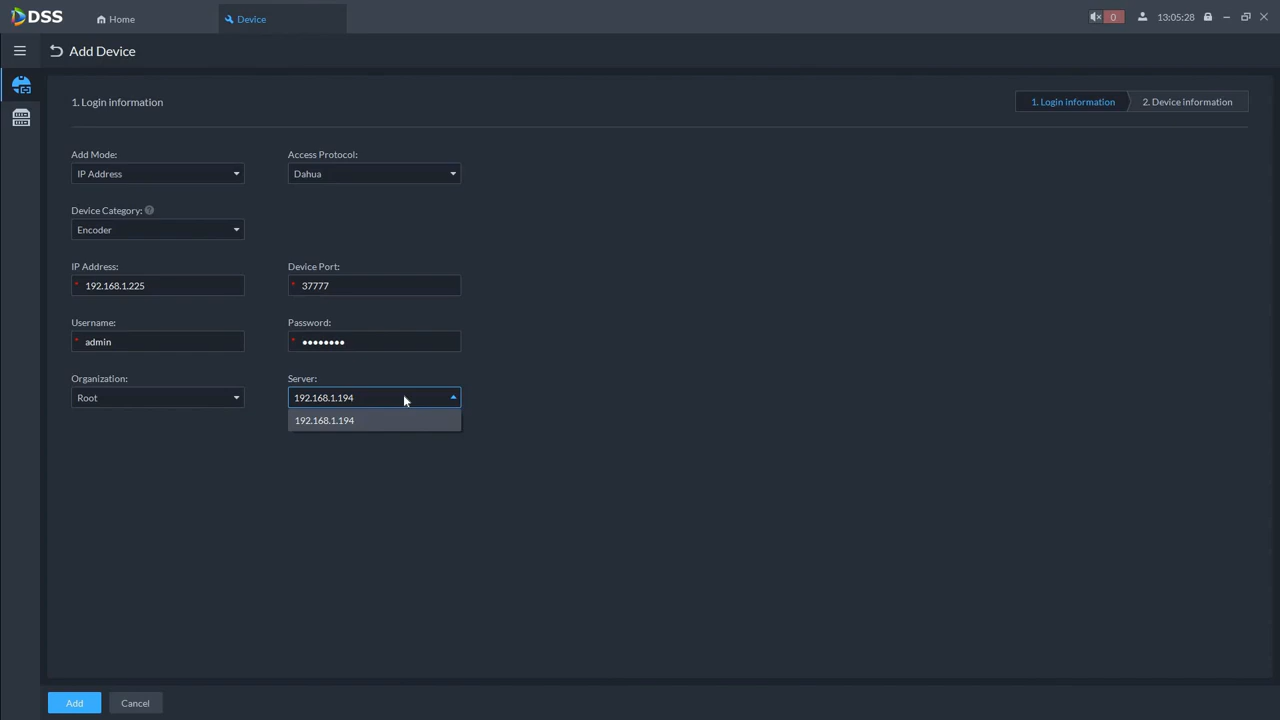 DSS
Home
Device
0
13:05:28
Add Device
1. Login information
1. Login information
2. Device information
Add Mode:
Access Protocol:
IP Address
Dahua
Device Category:
Encoder
IP Address:
Device Port:
* 192.168.1.225
* 37777
Username:
Password:
* admin
* ●●●●●●●●
Organization:
Server:
Root
192.168.1.194
192.168.1.194
Add
Cancel